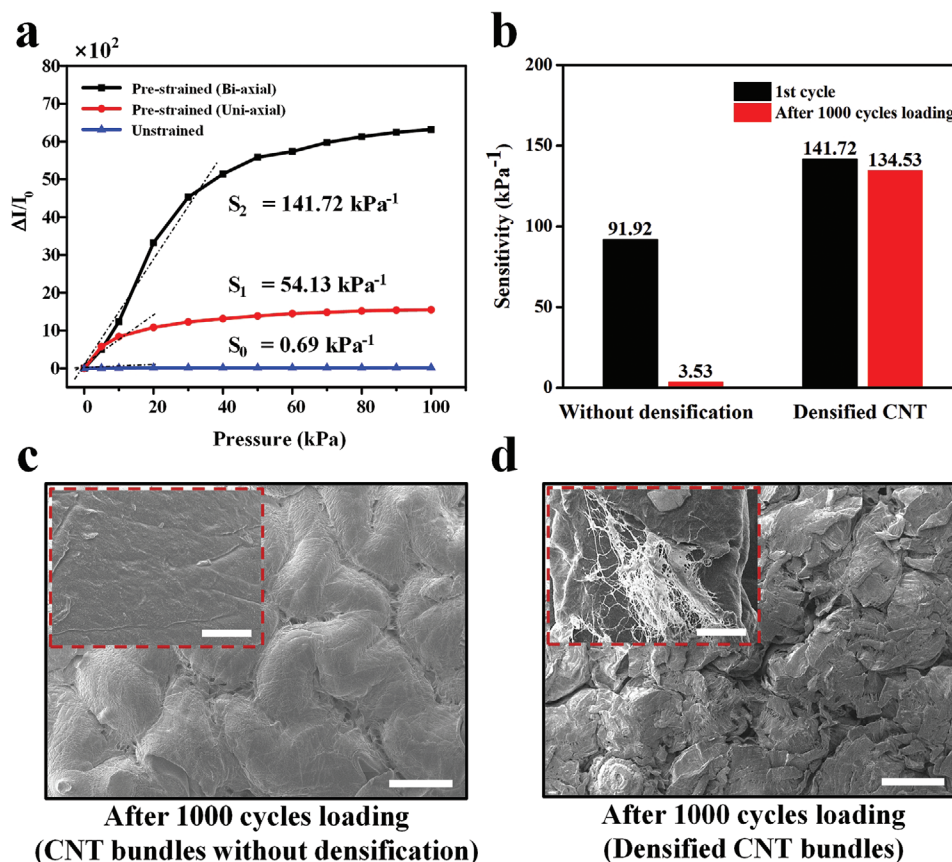 a
×10²
80
60
40
20
0
ΔI/I₀
Pre-strained (Bi-axial)
Pre-strained (Uni-axial)
Unstrained
S₂ = 141.72 kPa⁻¹
S₁ = 54.13 kPa⁻¹
S₀ = 0.69 kPa⁻¹
0 20 40 60 80 100
Pressure (kPa)
b
200
150
100
50
0
Sensitivity (kPa⁻¹)
1st cycle
After 1000 cycles loading
91.92
3.53
141.72
134.53
Without densification
Densified CNT
c
After 1000 cycles loading
(CNT bundles without densification)
d
After 1000 cycles loading
(Densified CNT bundles)